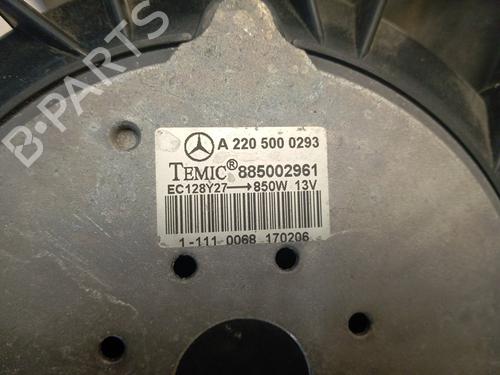 B-PARTS
A 220 500 0293
TEMIC® 885002961
EC128Y27→850W 13V
1-111 0068 170206